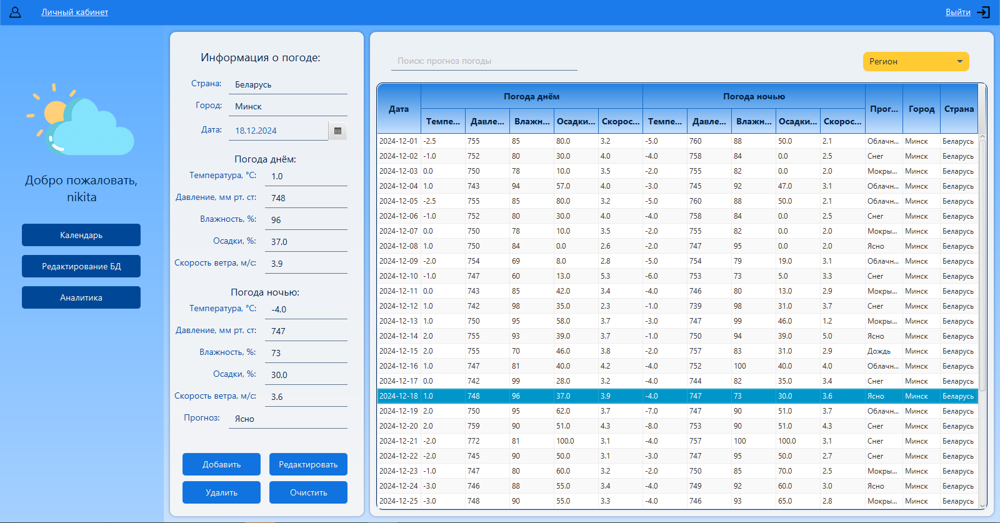 Личный кабинет
Выйти
Добро пожаловать,
nikita
Календарь
Редактирование БД
Аналитика
Информация о погоде:
Страна: Беларусь
Город: Минск
Дата: 18.12.2024
Погода днём:
Температура, °C: 1.0
Давление, мм рт. ст: 748
Влажность, %: 96
Осадки, %: 37.0
Скорость ветра, м/с: 3.9
Погода ночью:
Температура, °C: -4.0
Давление, мм рт. ст: 747
Влажность, %: 73
Осадки, %: 30.0
Скорость ветра, м/с: 3.6
Прогноз: Ясно
Добавить Редактировать
Удалить Очистить
Поиск: прогноз погоды
Регион
Дата Погода днём Погода ночью Прог... Город Страна
Темпе... Давле... Влажн... Осадки... Скорос... Темпе... Давле... Влажн... Осадки... Скорос...
2024-12-01 -2.5 755 85 80.0 3.2 -5.0 760 88 50.0 2.1 Облачн... Минск Беларусь
2024-12-02 -1.0 752 80 30.0 4.0 -4.0 758 84 0.0 2.5 Снег Минск Беларусь
2024-12-03 0.0 750 78 10.0 3.5 -2.0 755 82 0.0 2.0 Мокры... Минск Беларусь
2024-12-04 1.0 743 94 57.0 4.0 -3.0 745 92 47.0 3.1 Облачн... Минск Беларусь
2024-12-05 -2.5 755 85 80.0 3.2 -5.0 760 88 50.0 2.1 Облачн... Минск Беларусь
2024-12-06 -1.0 752 80 30.0 4.0 -4.0 758 84 0.0 2.5 Снег Минск Беларусь
2024-12-07 0.0 750 78 10.0 3.5 -2.0 755 82 0.0 2.0 Мокры... Минск Беларусь
2024-12-08 1.0 750 84 0.0 2.6 -2.0 747 95 0.0 2.0 Ясно Минск Беларусь
2024-12-09 -2.0 754 69 8.0 2.8 -5.0 754 79 19.0 3.1 Облачн... Минск Беларусь
2024-12-10 -1.0 747 60 13.0 5.3 -6.0 753 73 5.0 3.3 Снег Минск Беларусь
2024-12-11 0.0 743 85 42.0 3.4 -4.0 746 80 13.0 2.9 Мокры... Минск Беларусь
2024-12-12 1.0 742 98 35.0 2.3 -1.0 739 98 31.0 3.7 Снег Минск Беларусь
2024-12-13 1.0 750 95 58.0 3.7 -3.0 747 99 46.0 1.2 Мокры... Минск Беларусь
2024-12-14 2.0 755 93 39.0 3.7 -1.0 750 94 39.0 5.0 Ясно Минск Беларусь
2024-12-15 2.0 755 70 46.0 3.8 -2.0 757 83 31.0 2.9 Дождь Минск Беларусь
2024-12-16 1.0 747 81 40.0 4.2 -4.0 752 100 40.0 4.0 Облачн... Минск Беларусь
2024-12-17 0.0 742 99 28.0 3.2 -4.0 744 82 35.0 3.4 Снег Минск Беларусь
2024-12-18 1.0 748 96 37.0 3.9 -4.0 747 73 30.0 3.6 Ясно Минск Беларусь
2024-12-19 2.0 750 95 62.0 3.7 -7.0 747 90 51.0 3.7 Облачн... Минск Беларусь
2024-12-20 2.0 759 90 51.0 4.3 -8.0 753 90 51.0 4.3 Снег Минск Беларусь
2024-12-21 -2.0 772 81 100.0 3.1 -4.0 757 100 100.0 3.1 Снег Минск Беларусь
2024-12-22 -2.0 745 90 50.0 3.1 -3.0 747 95 50.0 2.7 Снег Минск Беларусь
2024-12-23 -1.0 747 80 60.0 3.2 -2.0 750 85 70.0 2.5 Мокры... Минск Беларусь
2024-12-24 -3.0 746 88 55.0 3.4 -4.0 749 92 60.0 3.0 Ясно Минск Беларусь
2024-12-25 -3.0 748 90 55.0 3.3 -4.0 746 93 65.0 2.8 Мокры... Минск Беларусь